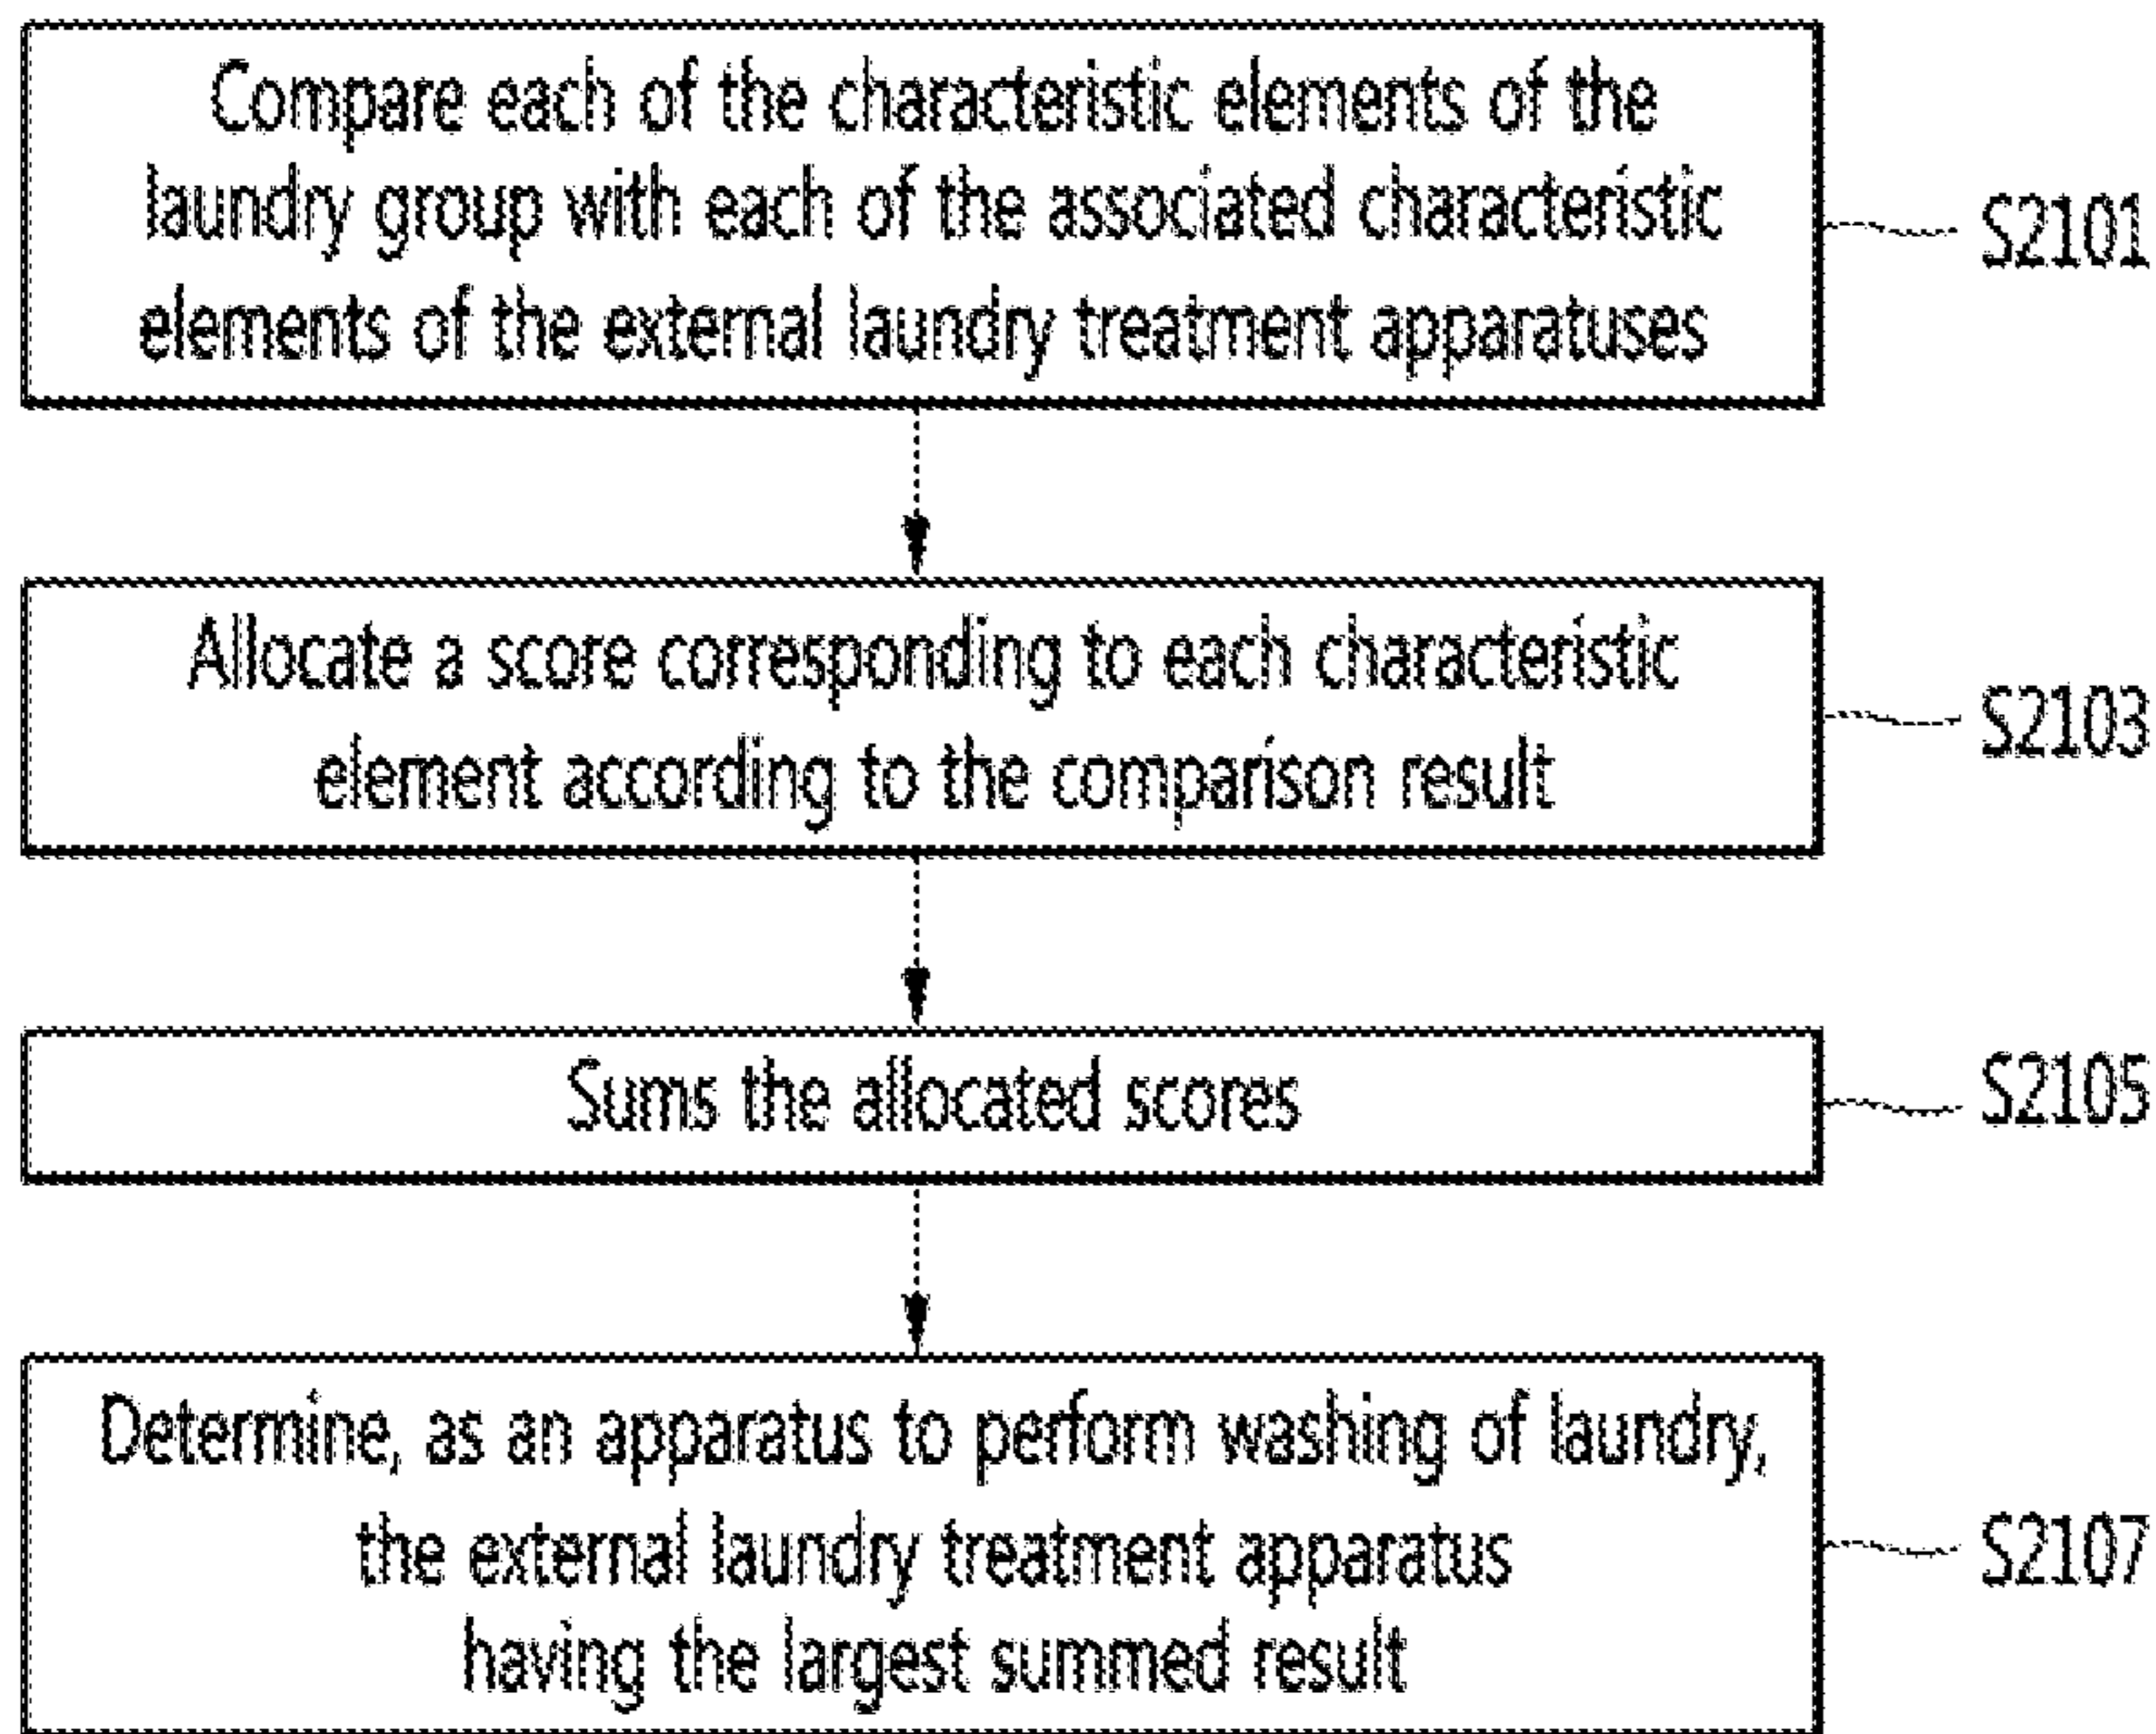 Compare each of the characteristic elements of the
laundry group with each of the associated characteristic
elements of the external laundry treatment apparatuses
S2101
Allocate a score corresponding to each characteristic
element according to the comparison result
S2103
Sums the allocated scores
S2105
Determine, as an apparatus to perform washing of laundry,
the external laundry treatment apparatus
having the largest summed result
S2107